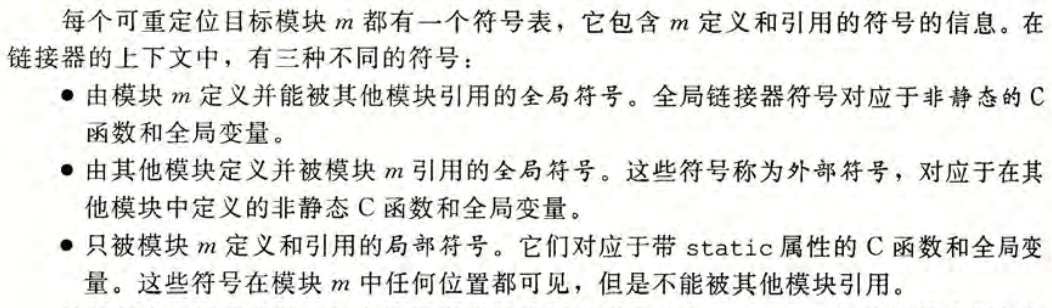 每个可重定位目标模块 m 都有一个符号表，它包含 m 定义和引用的符号的信息。在
链接器的上下文中，有三种不同的符号：
● 由模块 m 定义并能被其他模块引用的全局符号。全局链接器符号对应于非静态的 C
函数和全局变量。
● 由其他模块定义并被模块 m 引用的全局符号。这些符号称为外部符号，对应于在其
他模块中定义的非静态 C 函数和全局变量。
● 只被模块 m 定义和引用的局部符号。它们对应于带 static 属性的 C 函数和全局变
量。这些符号在模块 m 中任何位置都可见，但是不能被其他模块引用。